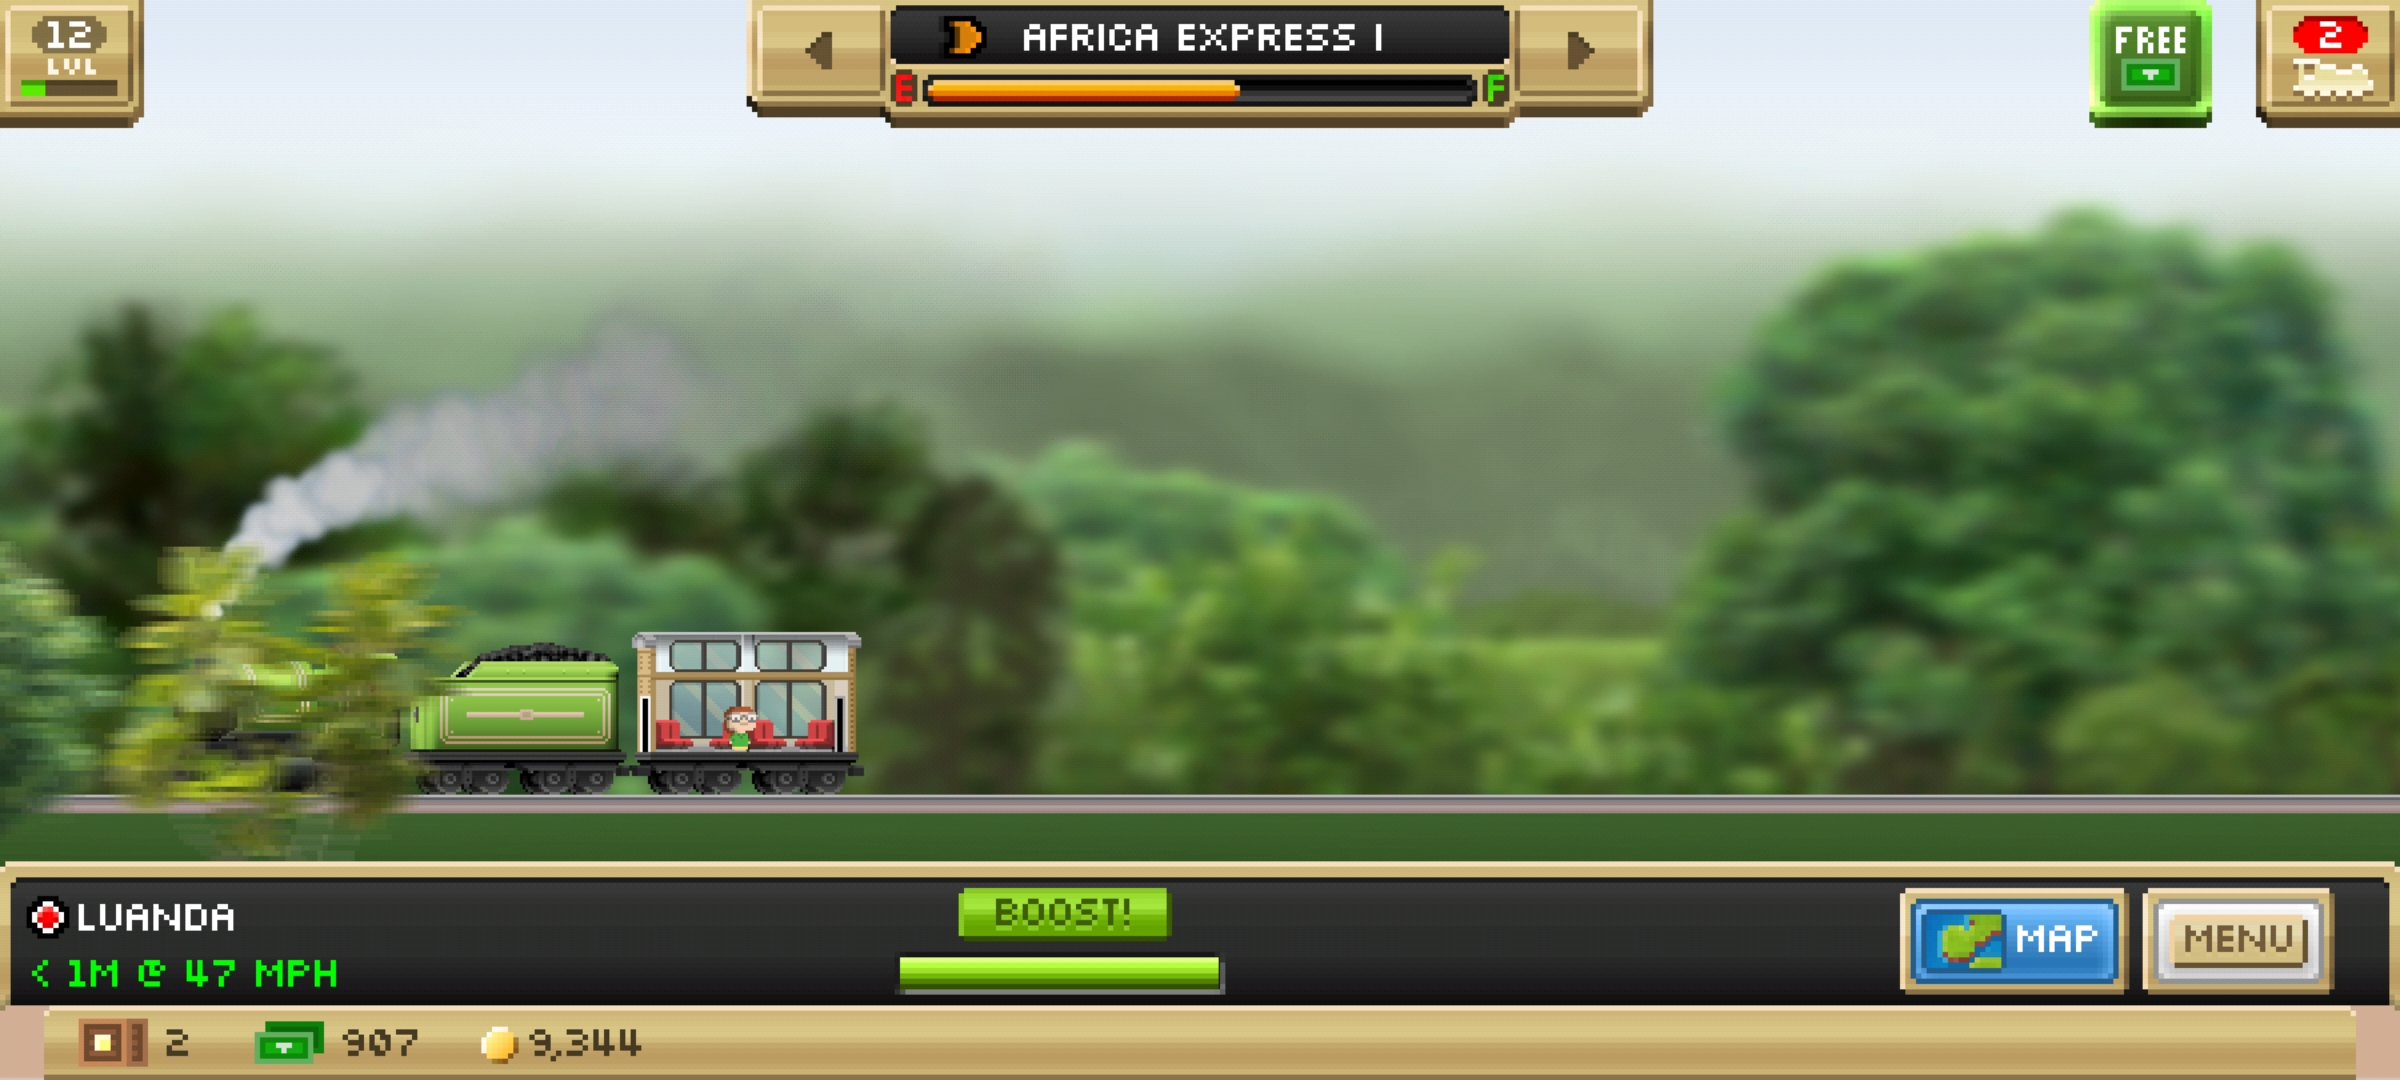 12
LVL
AFRICA EXPRESS I
E F
FREE
2
LUANDA
BOOST!
< 1M @ 47 MPH
MAP
MENU
2 907 9,344